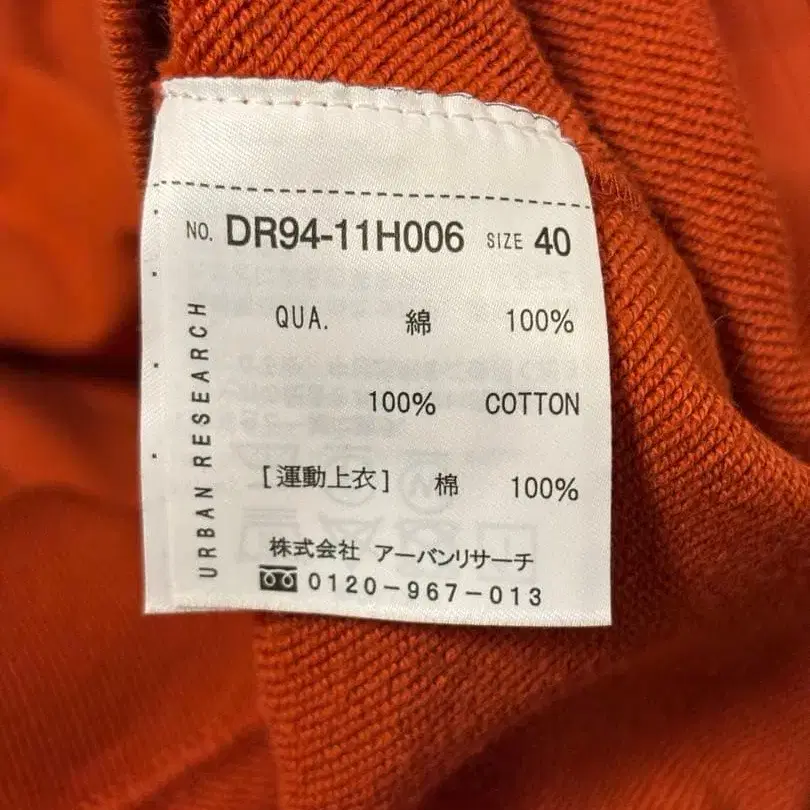 NO. DR94-11H006 SIZE 40
QUA. 綿 100%
100% COTTON
[運動上衣] 棉 100%
株式会社 アーバンリサーチ
0120-967-013
URBAN RESEARCH